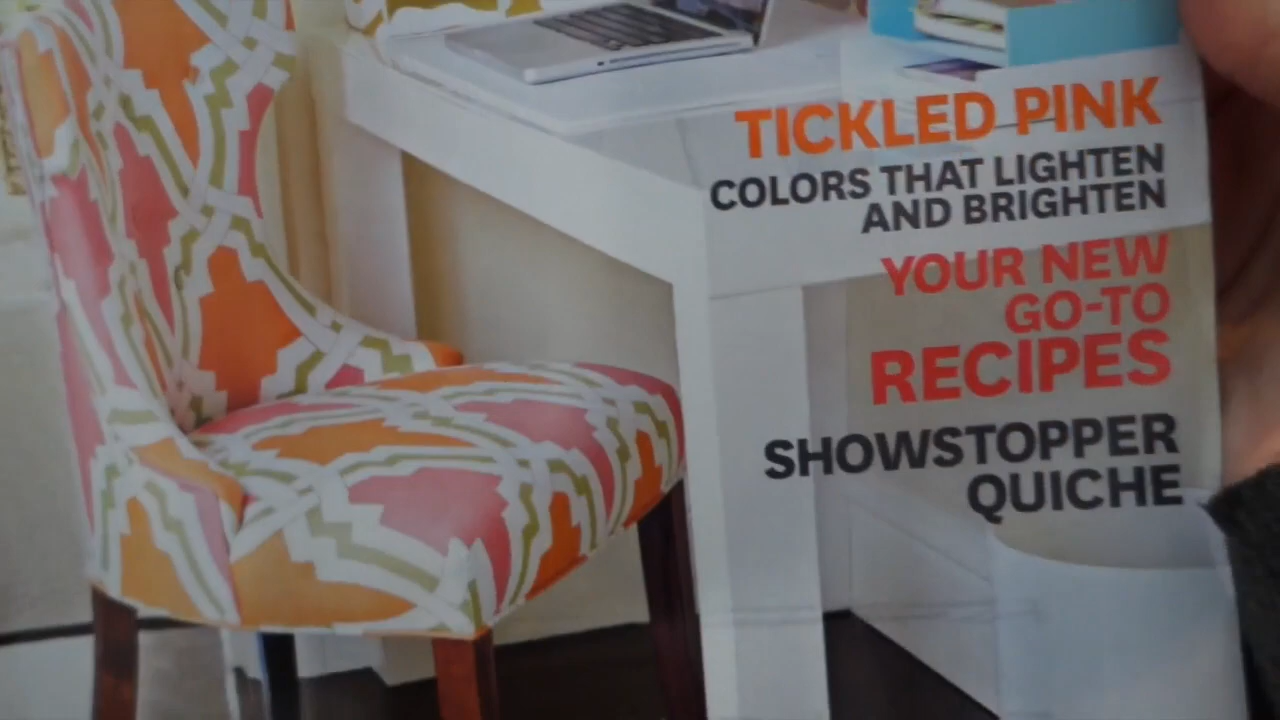 TICKLED PINK
COLORS THAT LIGHTEN
AND BRIGHTEN
YOUR NEW
GO-TO
RECIPES
SHOWSTOPPER
QUICHE